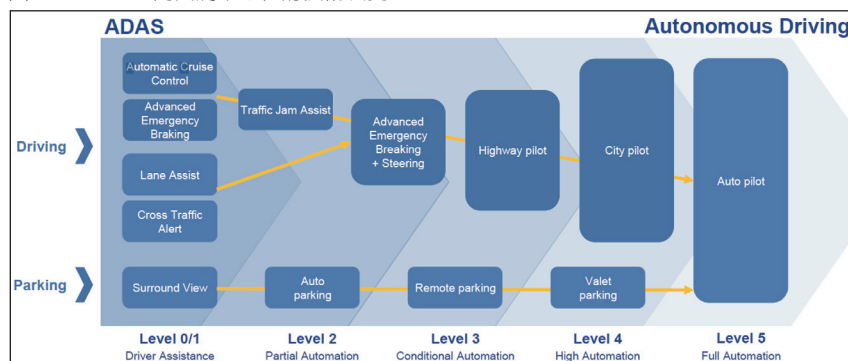 ADAS
Autonomous Driving
Automatic Cruise
Control
Advanced
Emergency
Braking
Traffic Jam Assist
Advanced
Emergency
Breaking
+ Steering
Highway pilot
City pilot
Auto pilot
Driving
Lane Assist
Cross Traffic
Alert
Parking
Surround View
Auto
parking
Remote parking
Valet
parking
Level 0/1
Driver Assistance
Level 2
Partial Automation
Level 3
Conditional Automation
Level 4
High Automation
Level 5
Full Automation